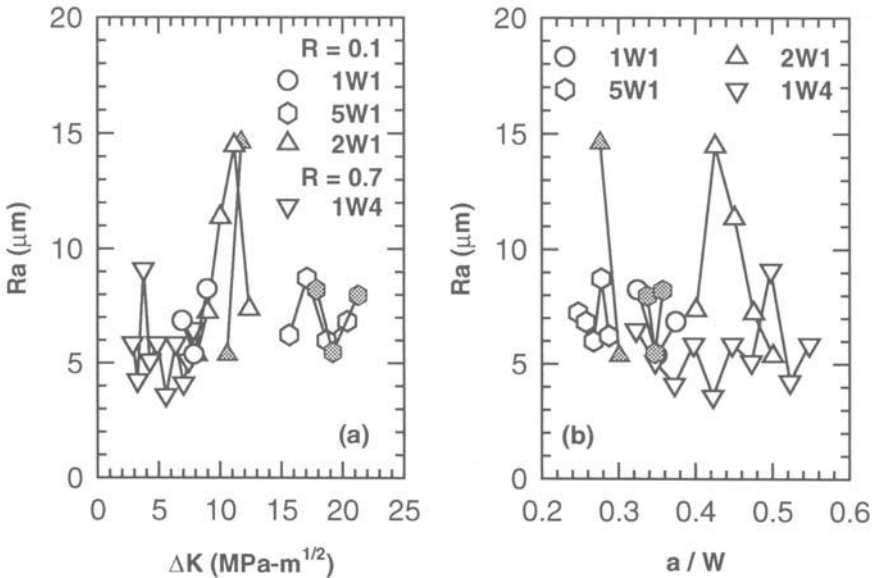 20
15
10
5
0
Ra (μm)
0 5 10 15 20 25
ΔK (MPa-m^1/2)
R = 0.1
1W1
5W1
2W1
R = 0.7
1W4
(a)
20
15
10
5
0
Ra (μm)
0.2 0.3 0.4 0.5 0.6
a / W
1W1 2W1
5W1 1W4
(b)